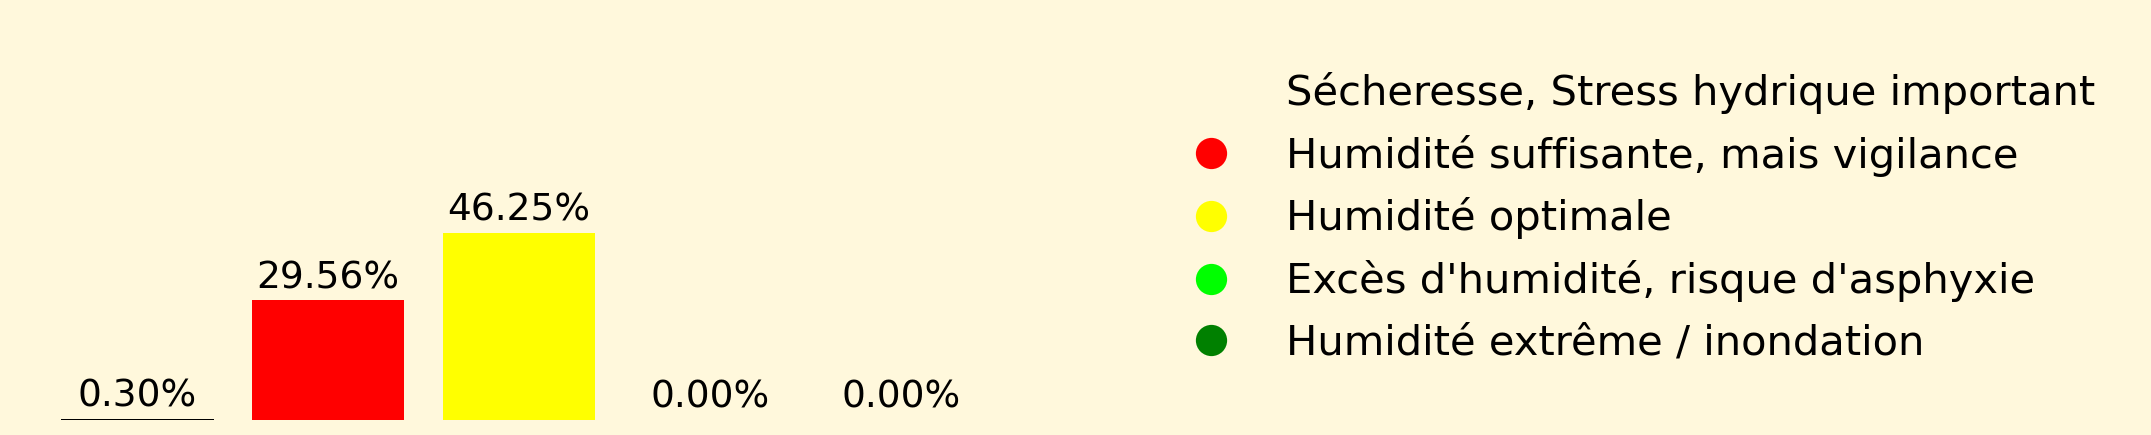 0.30%
29.56%
46.25%
0.00%
0.00%
Sécheresse, Stress hydrique important
Humidité suffisante, mais vigilance
Humidité optimale
Excès d'humidité, risque d'asphyxie
Humidité extrême / inondation